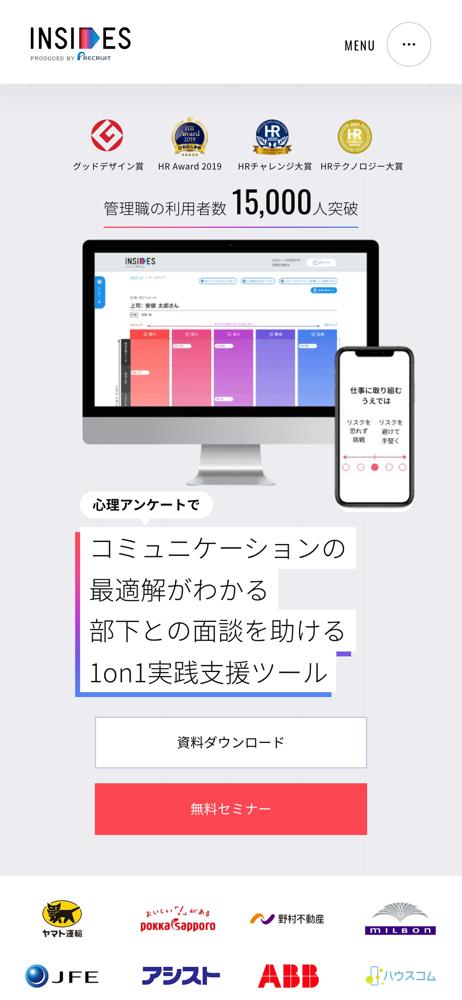 INSIDES
PRODUCED BY RECRUIT
MENU
グッドデザイン賞
HR Award 2019
HRチャレンジ大賞
HRテクノロジー大賞
管理職の利用者数 15,000人突破
INSIDES
上司: 安徳 太郎さん
仕事に取り組む
うえでは
リスクを
恐れず
挑戦
リスクを
避けて
手堅く
心理アンケートで
コミュニケーションの
最適解がわかる
部下との面談を助ける
1on1実践支援ツール
資料ダウンロード
無料セミナー
ヤマト運輸
おいしいがある
pokka sapporo
野村不動産
MILBON
JFE
アシスト
ABB
ハウスコム